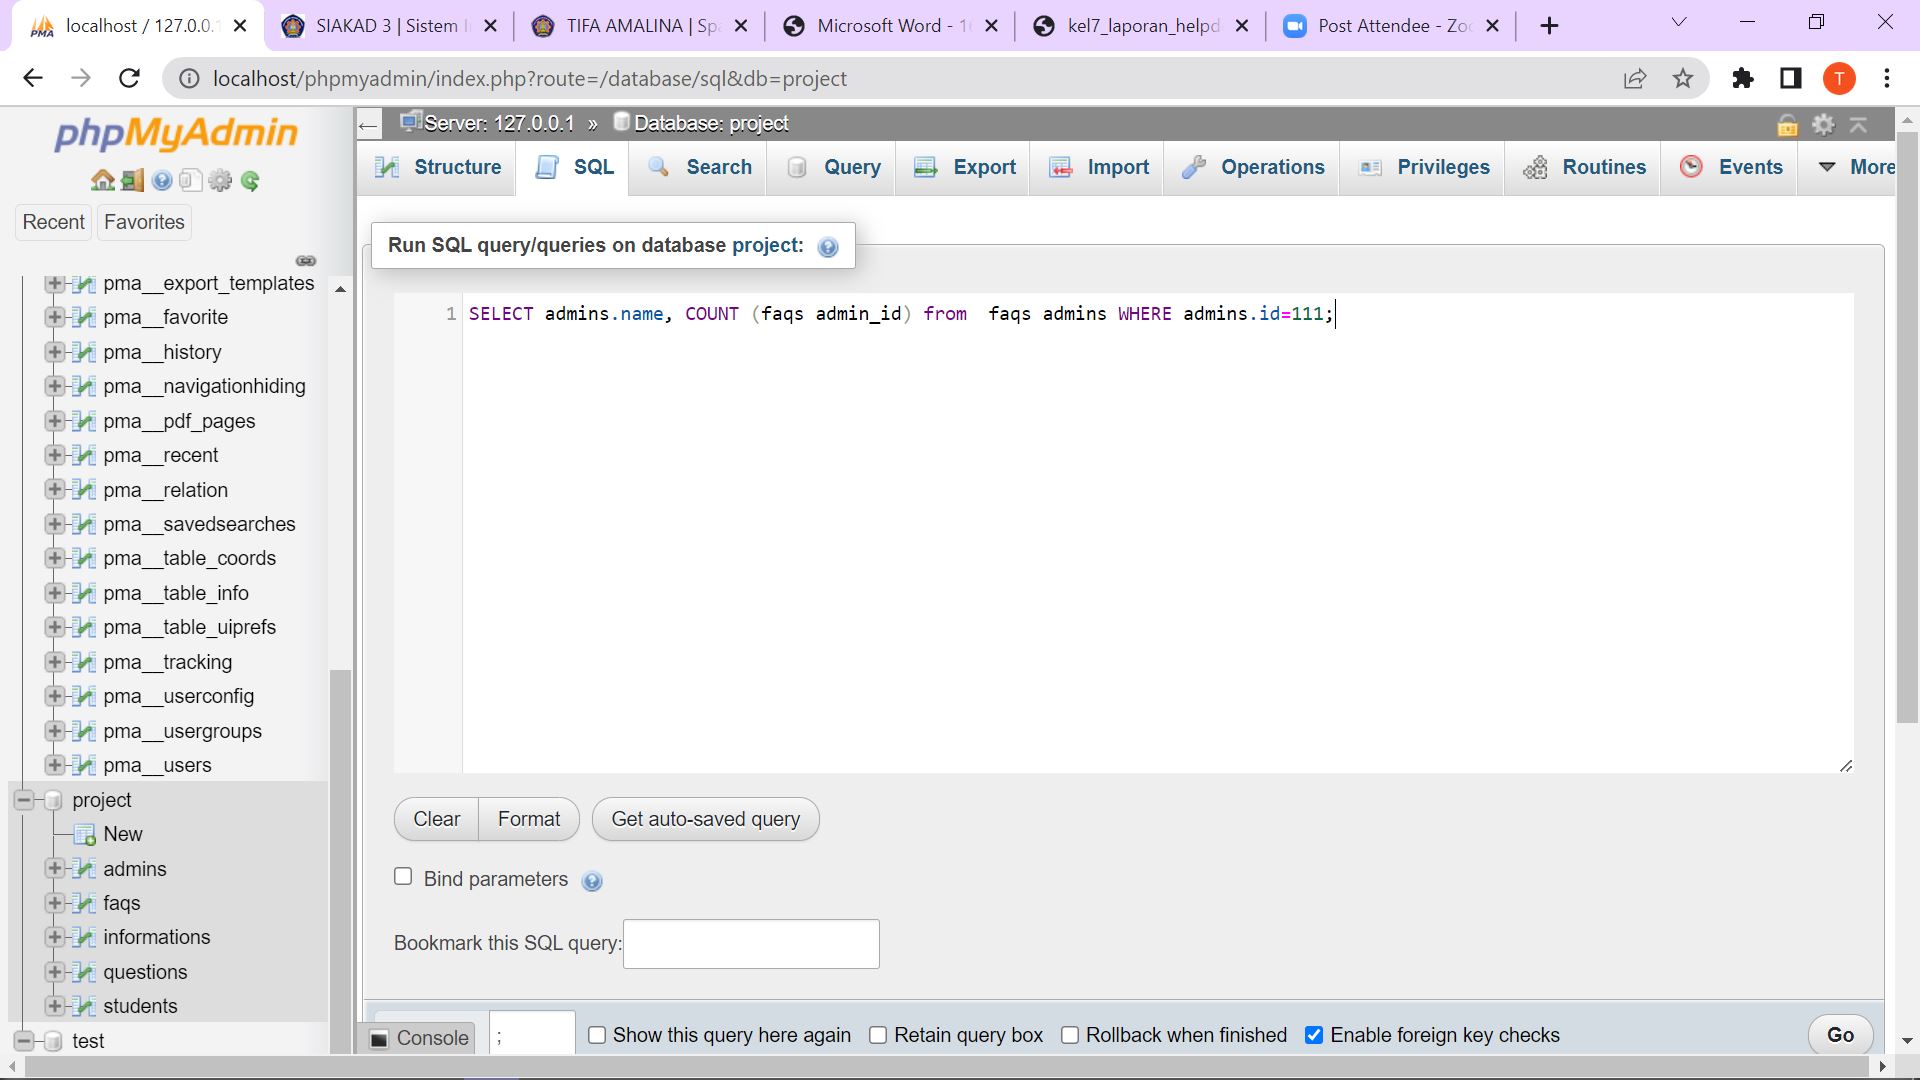 localhost / 127.0.0.1
SIAKAD 3 | Sistem I
TIFA AMALINA | Spa
Microsoft Word - 1
kel7_laporan_helpd
Post Attendee - Zoo
localhost/phpmyadmin/index.php?route=/database/sql&db=project
T
phpMyAdmin
Recent
Favorites
pma__export_templates
pma__favorite
pma__history
pma__navigationhiding
pma__pdf_pages
pma__recent
pma__relation
pma__savedsearches
pma__table_coords
pma__table_info
pma__table_uiprefs
pma__tracking
pma__userconfig
pma__usergroups
pma__users
project
New
admins
faqs
informations
questions
students
test
Server: 127.0.0.1 » Database: project
Structure
SQL
Search
Query
Export
Import
Operations
Privileges
Routines
Events
More
Run SQL query/queries on database project:
1 SELECT admins.name, COUNT (faqs admin_id) from  faqs admins WHERE admins.id=111;
Clear
Format
Get auto-saved query
Bind parameters
Bookmark this SQL query:
Console
;
Show this query here again
Retain query box
Rollback when finished
Enable foreign key checks
Go